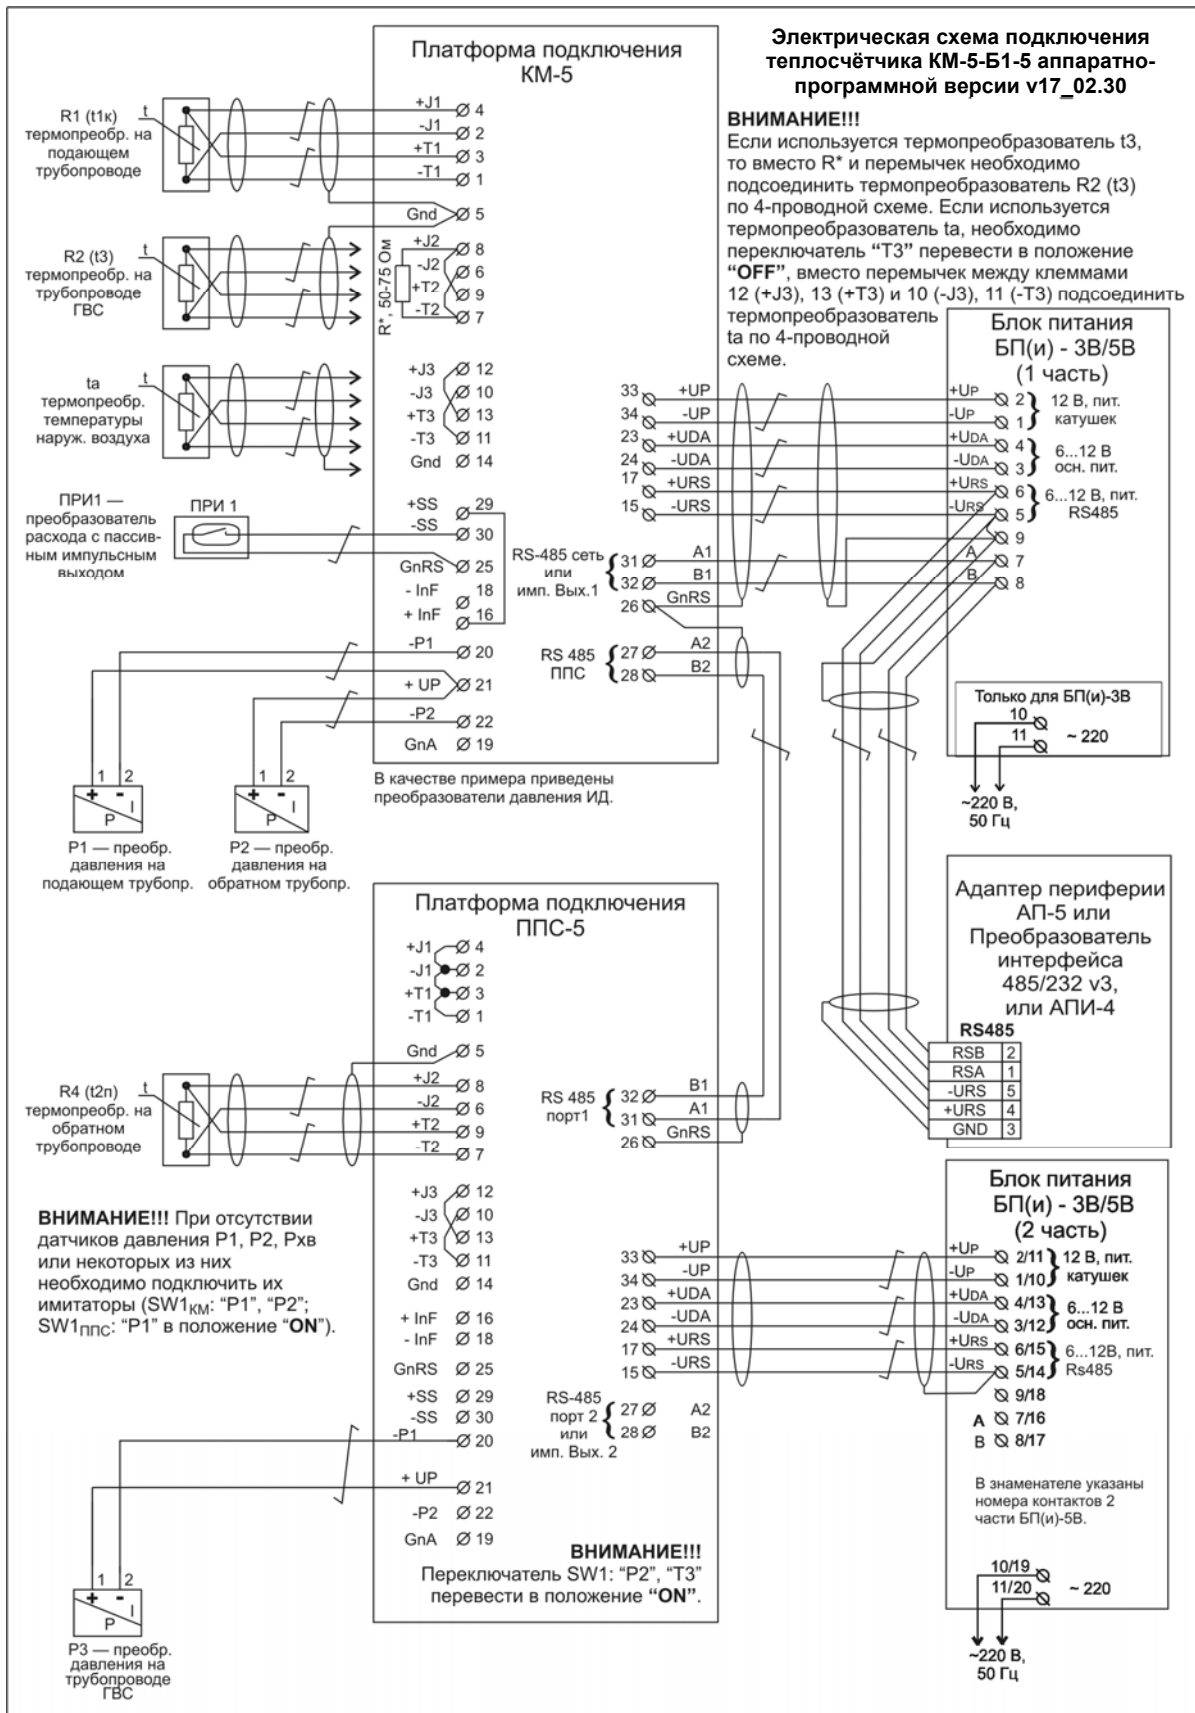 Электрическая схема подключения
теплосчётчика КМ-5-Б1-5 аппаратно-
программной версии v17_02.30
ВНИМАНИЕ!!!
Если используется термопреобразователь t3,
то вместо R* и перемычек необходимо
подсоединить термопреобразователь R2 (t3)
по 4-проводной схеме. Если используется
термопреобразователь ta, необходимо
переключатель “Т3” перевести в положение
“OFF”, вместо перемычек между клеммами
12 (+J3), 13 (+T3) и 10 (-J3), 11 (-T3) подсоединить
термопреобразователь
ta по 4-проводной
схеме.
Платформа подключения
КМ-5
R1 (t1к)
термопреобр. на
подающем
трубопроводе
t
+J1 4
-J1 2
+T1 3
-T1 1
Gnd 5
R2 (t3)
термопреобр. на
трубопроводе
ГВС
t
R*, 50-75 Ом
+J2 8
-J2 6
+T2 9
-T2 7
ta
термопреобр.
температуры
наруж. воздуха
t
+J3 12
-J3 10
+T3 13
-T3 11
Gnd 14
ПРИ1 —
преобразователь
расхода с пассив-
ным импульсным
выходом
ПРИ 1
+SS 29
-SS 30
GnRS 25
- InF 18
+ InF 16
-P1 20
+ UP 21
-P2 22
GnA 19
33 +UP
34 -UP
23 +UDA
24 -UDA
17 +URS
15 -URS
RS-485 сеть
или
имп. Вых.1
31 A1
32 B1
26 GnRS
RS 485
ППС
27 A2
28 B2
В качестве примера приведены
преобразователи давления ИД.
1 2
+ -
I
P
P1 — преобр.
давления на
подающем трубопр.
1 2
+ -
I
P
P2 — преобр.
давления на
обратном трубопр.
Блок питания
БП(и) - 3В/5В
(1 часть)
+UP 2
-UP 1
12 В, пит.
катушек
+UDA 4
-UDA 3
6...12 В
осн. пит.
+URS 6
-URS 5
6...12 В, пит.
RS485
9
A 7
B 8
Только для БП(и)-3В
10
11
~ 220
~220 В,
50 Гц
Адаптер периферии
АП-5 или
Преобразователь
интерфейса
485/232 v3,
или АПИ-4
RS485
RSB 2
RSA 1
-URS 5
+URS 4
GND 3
Платформа подключения
ППС-5
+J1 4
-J1 2
+T1 3
-T1 1
Gnd 5
R4 (t2п)
термопреобр. на
обратном
трубопроводе
t
+J2 8
-J2 6
+T2 9
-T2 7
+J3 12
-J3 10
+T3 13
-T3 11
Gnd 14
+ InF 16
- InF 18
GnRS 25
+SS 29
-SS 30
-P1 20
+ UP 21
-P2 22
GnA 19
RS 485
порт1
32 B1
31 A1
26 GnRS
33 +UP
34 -UP
23 +UDA
24 -UDA
17 +URS
15 -URS
RS-485
порт 2
или
имп. Вых. 2
27 A2
28 B2
ВНИМАНИЕ!!! При отсутствии
датчиков давления Р1, Р2, Рхв
или некоторых из них
необходимо подключить их
имитаторы (SW1КМ: “P1”, “P2”;
SW1ППС: “P1” в положение “ON”).
ВНИМАНИЕ!!!
Переключатель SW1: “P2”, “T3”
перевести в положение “ON”.
1 2
+ -
I
P
P3 — преобр.
давления на
трубопроводе
ГВС
Блок питания
БП(и) - 3В/5В
(2 часть)
+UP 2/11
-UP 1/10
12 В, пит.
катушек
+UDA 4/13
-UDA 3/12
6...12 В
осн. пит.
+URS 6/15
-URS 5/14
6...12В, пит.
Rs485
9/18
A 7/16
B 8/17
В знаменателе указаны
номера контактов 2
части БП(и)-5В.
10/19
11/20
~ 220
~220 В,
50 Гц